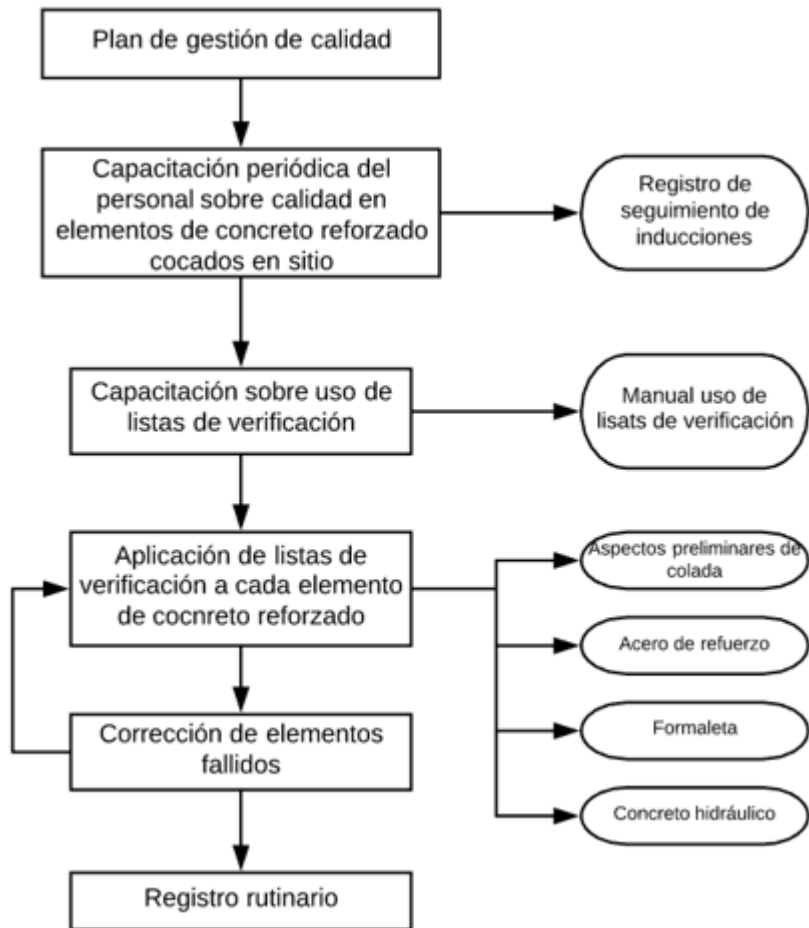 Plan de gestión de calidad
Capacitación periódica del
personal sobre calidad en
elementos de concreto reforzado
cocados en sitio
Registro de
seguimiento de
inducciones
Capacitación sobre uso de
listas de verificación
Manual uso de
lisats de verificación
Aplicación de listas de
verificación a cada elemento
de cocnreto reforzado
Aspectos preliminares de
colada
Acero de refuerzo
Formaleta
Concreto hidráulico
Corrección de elementos
fallidos
Registro rutinario